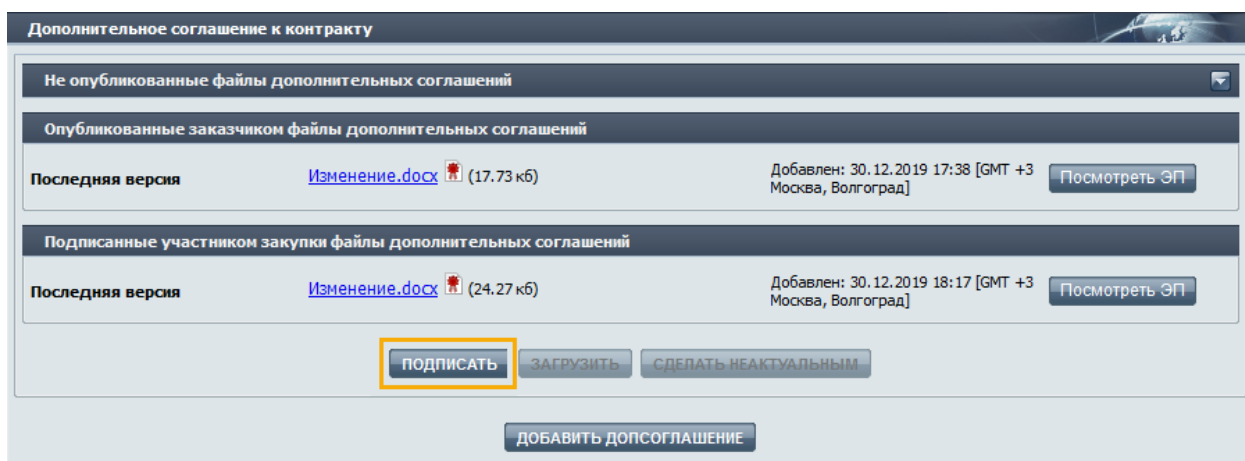 Дополнительное соглашение к контракту
Не опубликованные файлы дополнительных соглашений
Опубликованные заказчиком файлы дополнительных соглашений
Последняя версия Изменение.docx (17.73 кб) Добавлен: 30.12.2019 17:38 [GMT +3 Посмотреть ЭП
Москва, Волгоград]
Подписанные участником закупки файлы дополнительных соглашений
Последняя версия Изменение.docx (24.27 кб) Добавлен: 30.12.2019 18:17 [GMT +3 Посмотреть ЭП
Москва, Волгоград]
ПОДПИСАТЬ ЗАГРУЗИТЬ СДЕЛАТЬ НЕАКТУАЛЬНЫМ
ДОБАВИТЬ ДОПСОГЛАШЕНИЕ